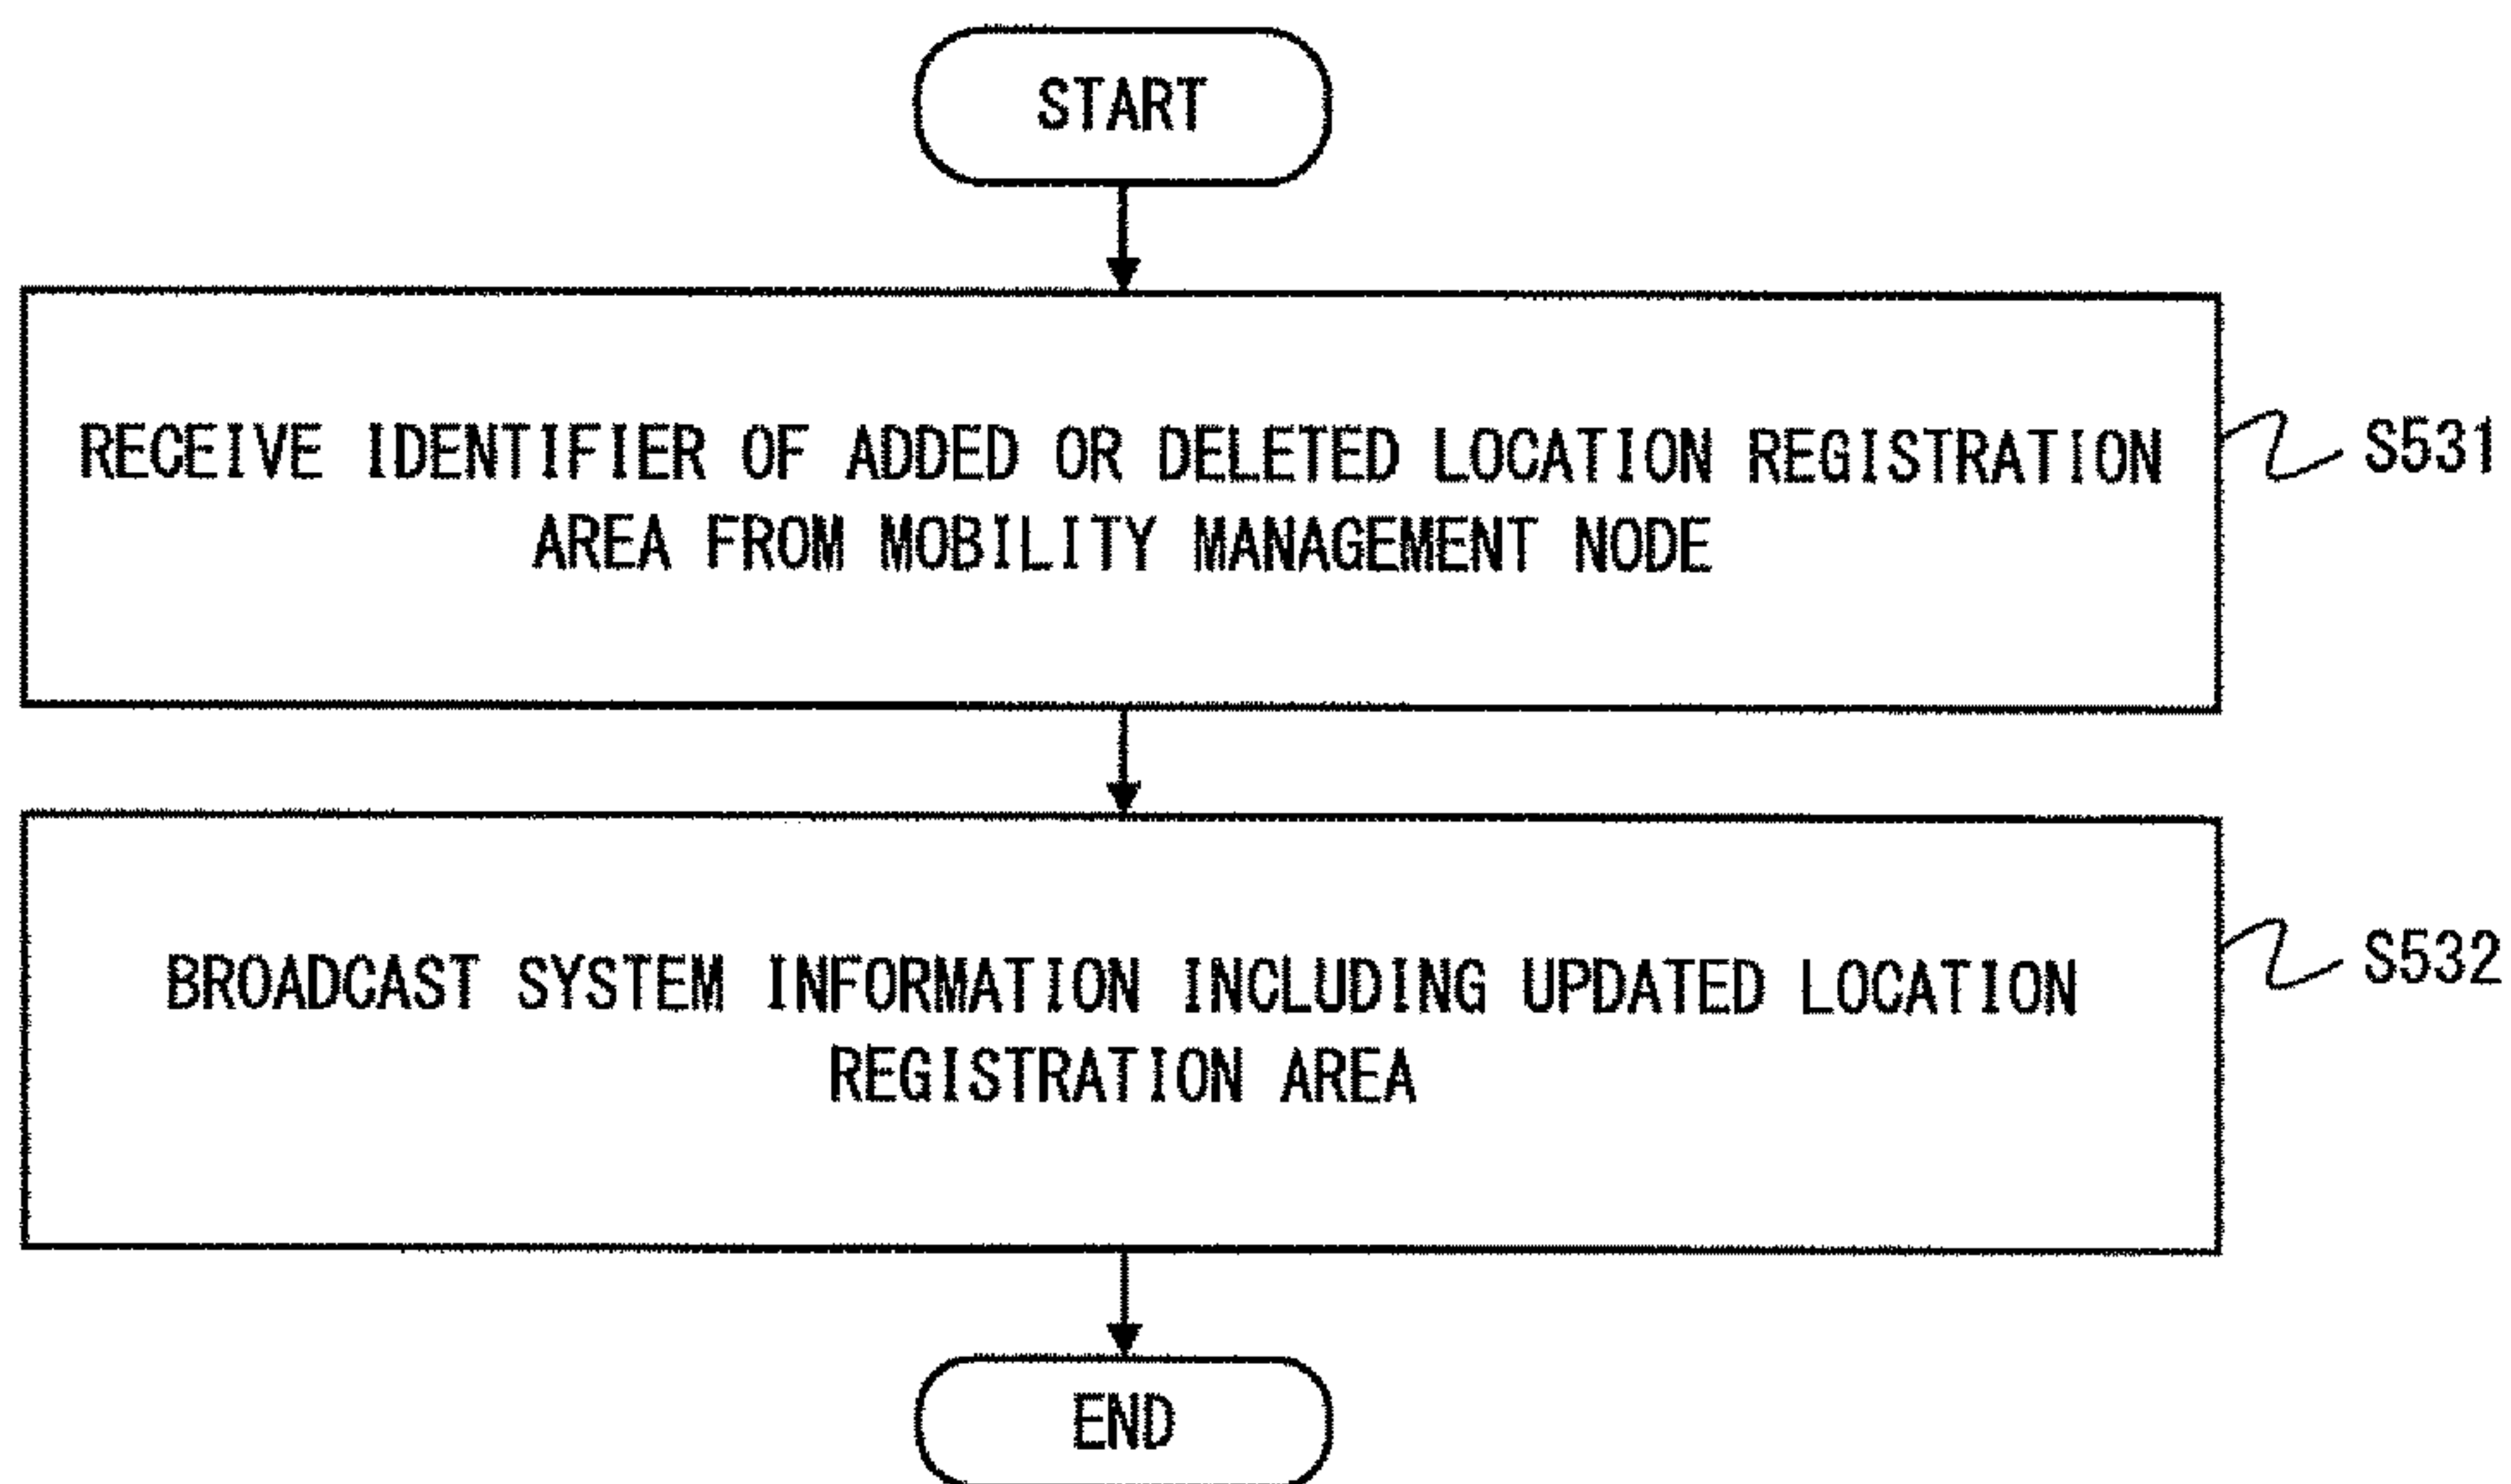 START
RECEIVE IDENTIFIER OF ADDED OR DELETED LOCATION REGISTRATION
AREA FROM MOBILITY MANAGEMENT NODE
S531
BROADCAST SYSTEM INFORMATION INCLUDING UPDATED LOCATION
REGISTRATION AREA
S532
END